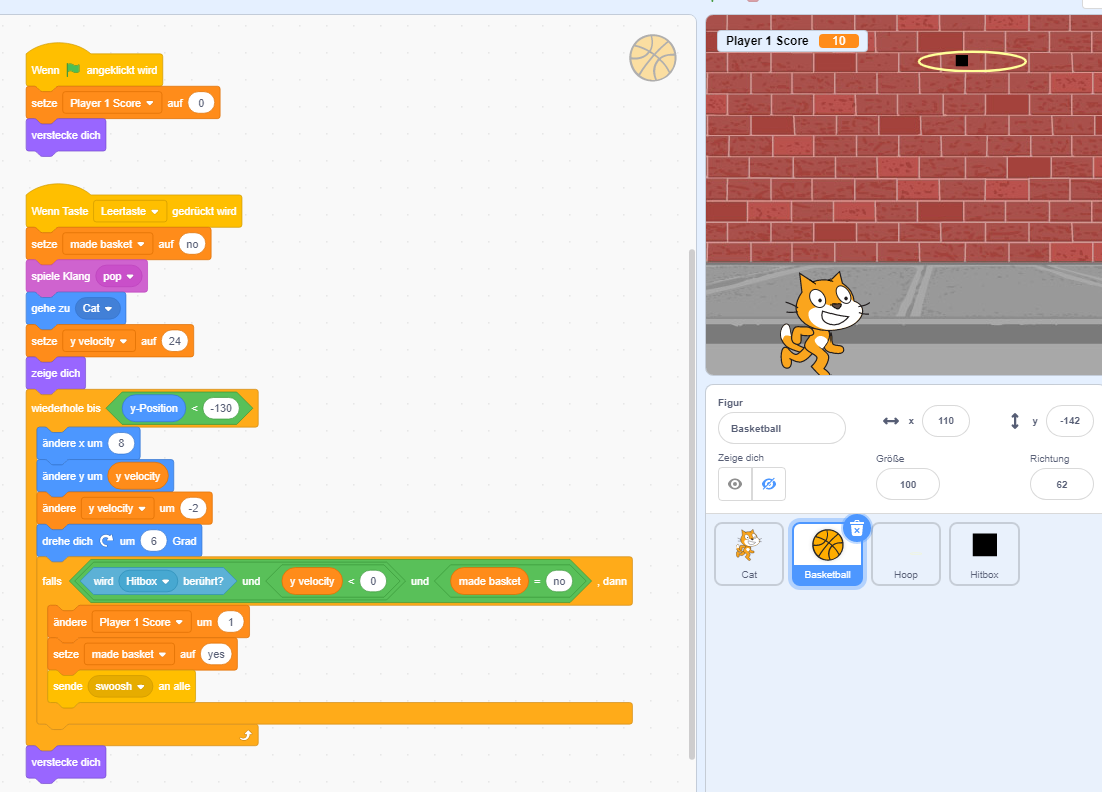 Wenn angeklickt wird
setze Player 1 Score auf 0
verstecke dich
Wenn Taste Leertaste gedrückt wird
setze made basket auf no
spiele Klang pop
gehe zu Cat
setze y velocity auf 24
zeige dich
wiederhole bis y-Position < -130
ändere x um 8
ändere y um y velocity
ändere y velocity um -2
drehe dich um 6 Grad
falls wird Hitbox berührt? und y velocity < 0 und made basket = no , dann
ändere Player 1 Score um 1
setze made basket auf yes
sende swoosh an alle
verstecke dich
Player 1 Score 10
Figur
Basketball x 110 y -142
Zeige dich Größe Richtung
100 62
Cat Basketball Hoop Hitbox